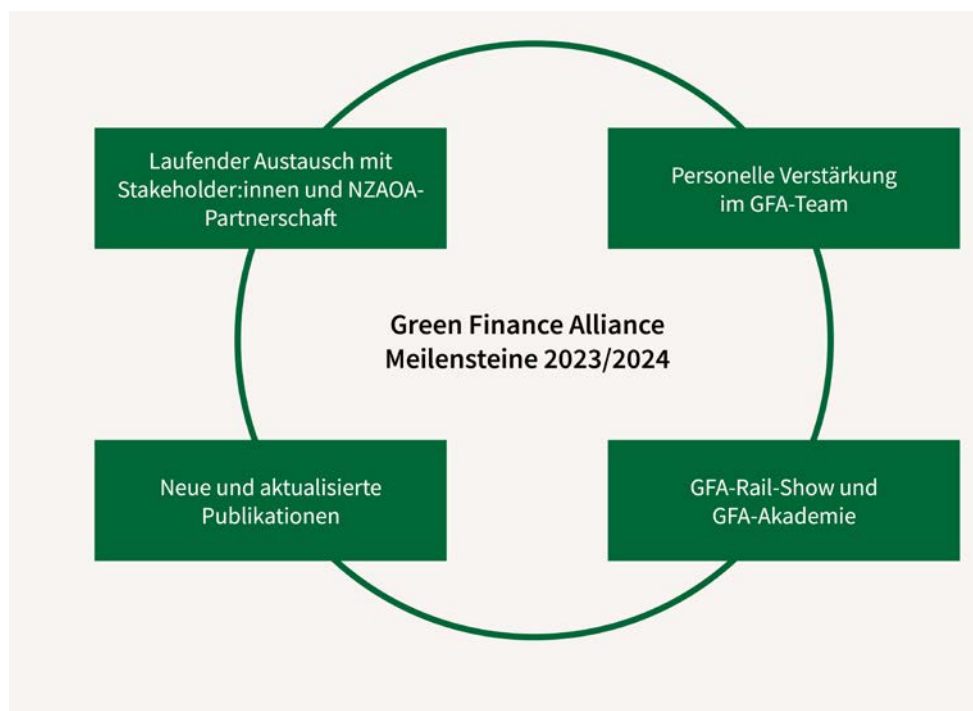 Laufender Austausch mit
Stakeholder:innen und NZAOA-
Partnerschaft
Personelle Verstärkung
im GFA-Team
Green Finance Alliance
Meilensteine 2023/2024
Neue und aktualisierte
Publikationen
GFA-Rail-Show und
GFA-Akademie